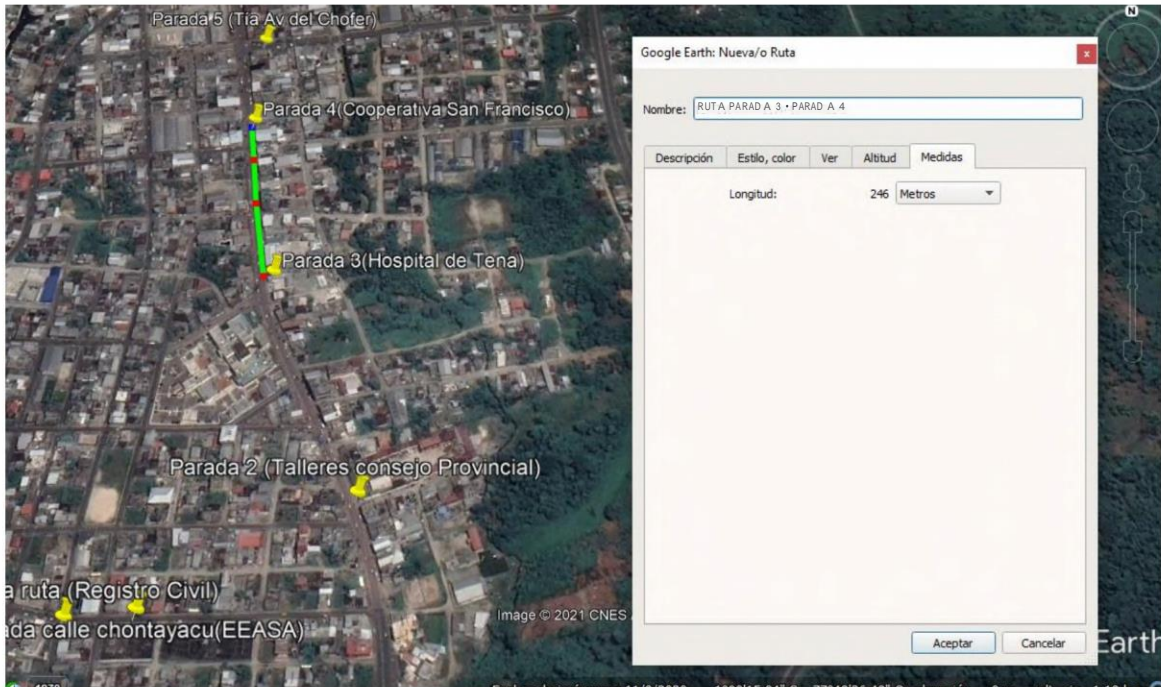 Parada 5 (Tia Av del Chofer)
Parada 4(Cooperativa San Francisco)
Parada 3(Hospital de Tena)
Parada 2 (Talleres consejo Provincial)
a ruta (Registro Civil)
ada calle chontayacu(EEASA)
Image © 2021 CNES
Earth
N
Google Earth: Nueva/o Ruta
x
Nombre: RUTA PARADA 3 • PARADA 4
Descripción Estilo, color Ver Altitud Medidas
Longitud: 246 Metros
Aceptar Cancelar